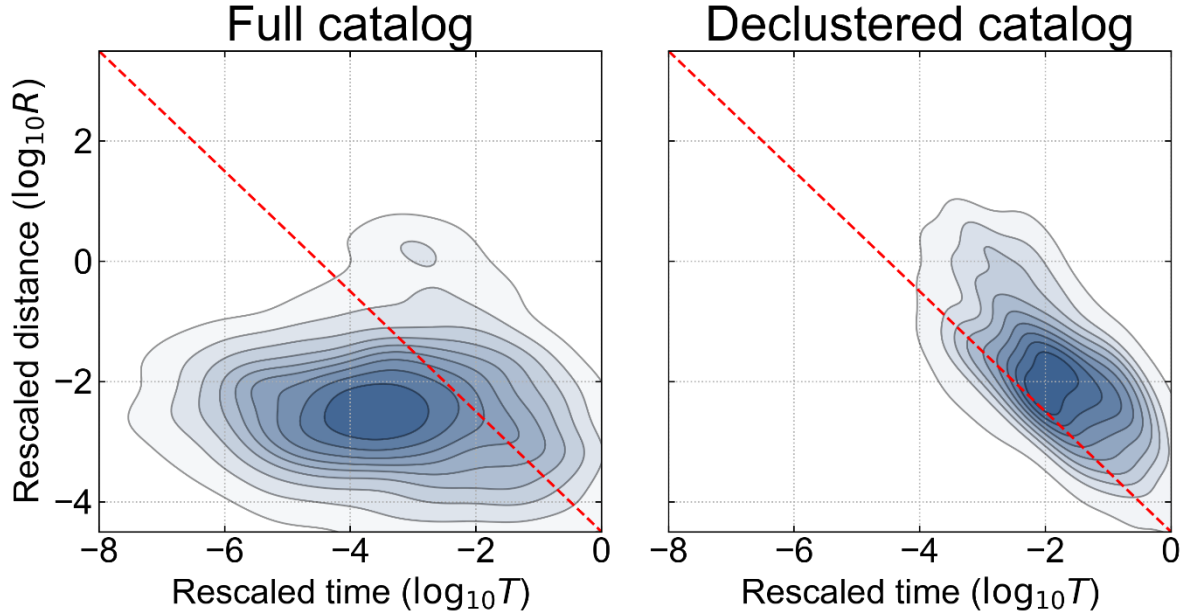 Full catalog
Declustered catalog
Rescaled distance (log₁₀R)
2
0
−2
−4
−8
−6
−4
−2
0
−8
−6
−4
−2
0
Rescaled time (log₁₀T)
Rescaled time (log₁₀T)